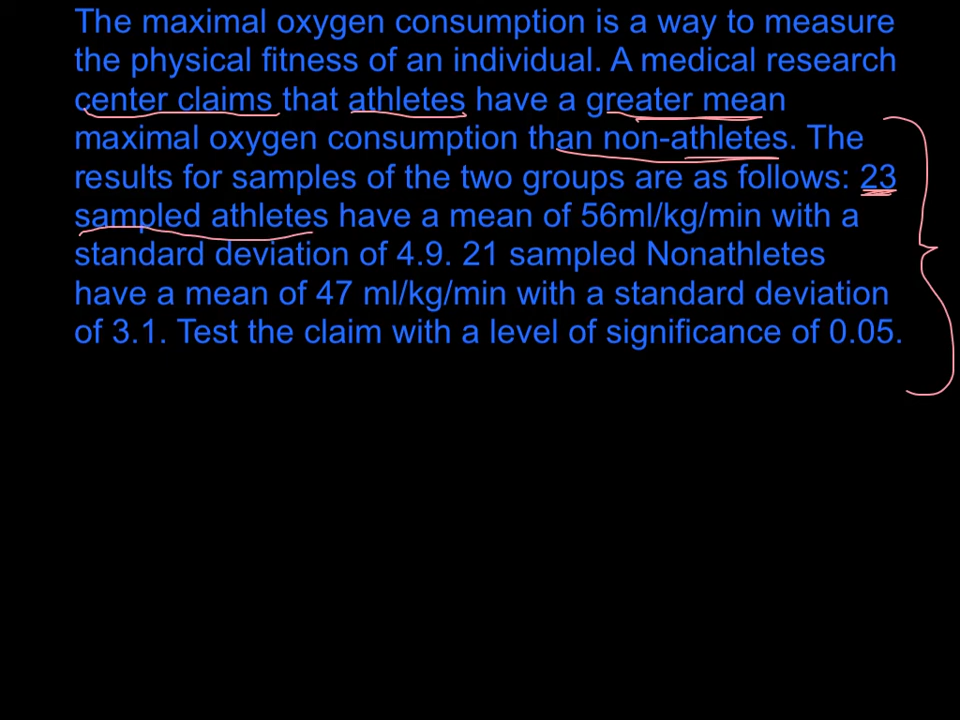 The maximal oxygen consumption is a way to measure
the physical fitness of an individual. A medical research
center claims that athletes have a greater mean
maximal oxygen consumption than non-athletes. The
results for samples of the two groups are as follows: 23
sampled athletes have a mean of 56ml/kg/min with a
standard deviation of 4.9. 21 sampled Nonathletes
have a mean of 47 ml/kg/min with a standard deviation
of 3.1. Test the claim with a level of significance of 0.05.